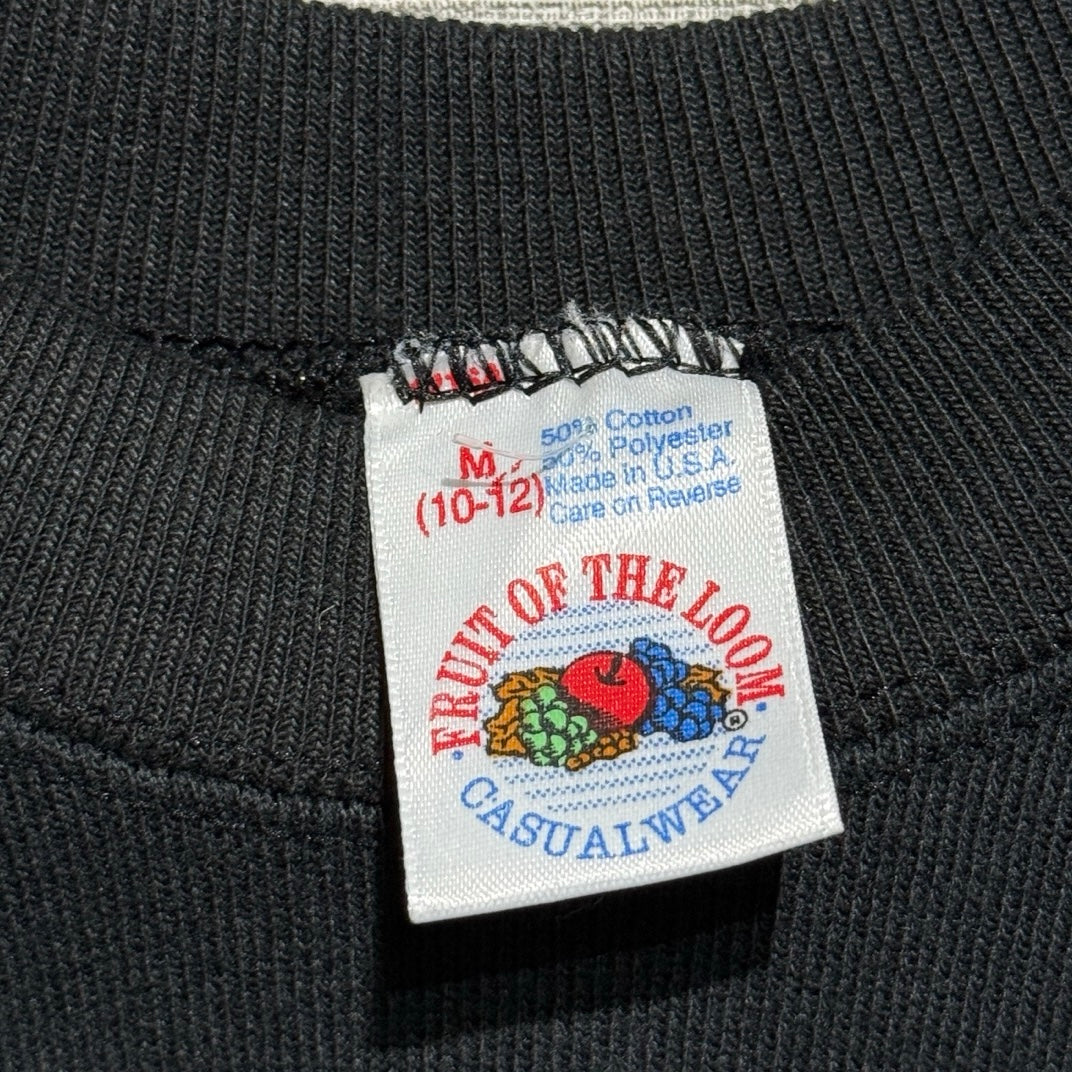 M
(10-12)
50% Cotton
50% Polyester
Made in U.S.A.
Care on Reverse
FRUIT OF THE LOOM
®
CASUALWEAR